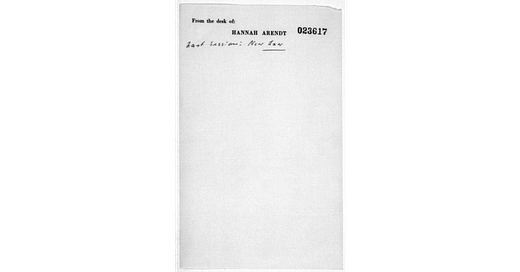 From the desk of:
HANNAH ARENDT 023617
Last session: New Law